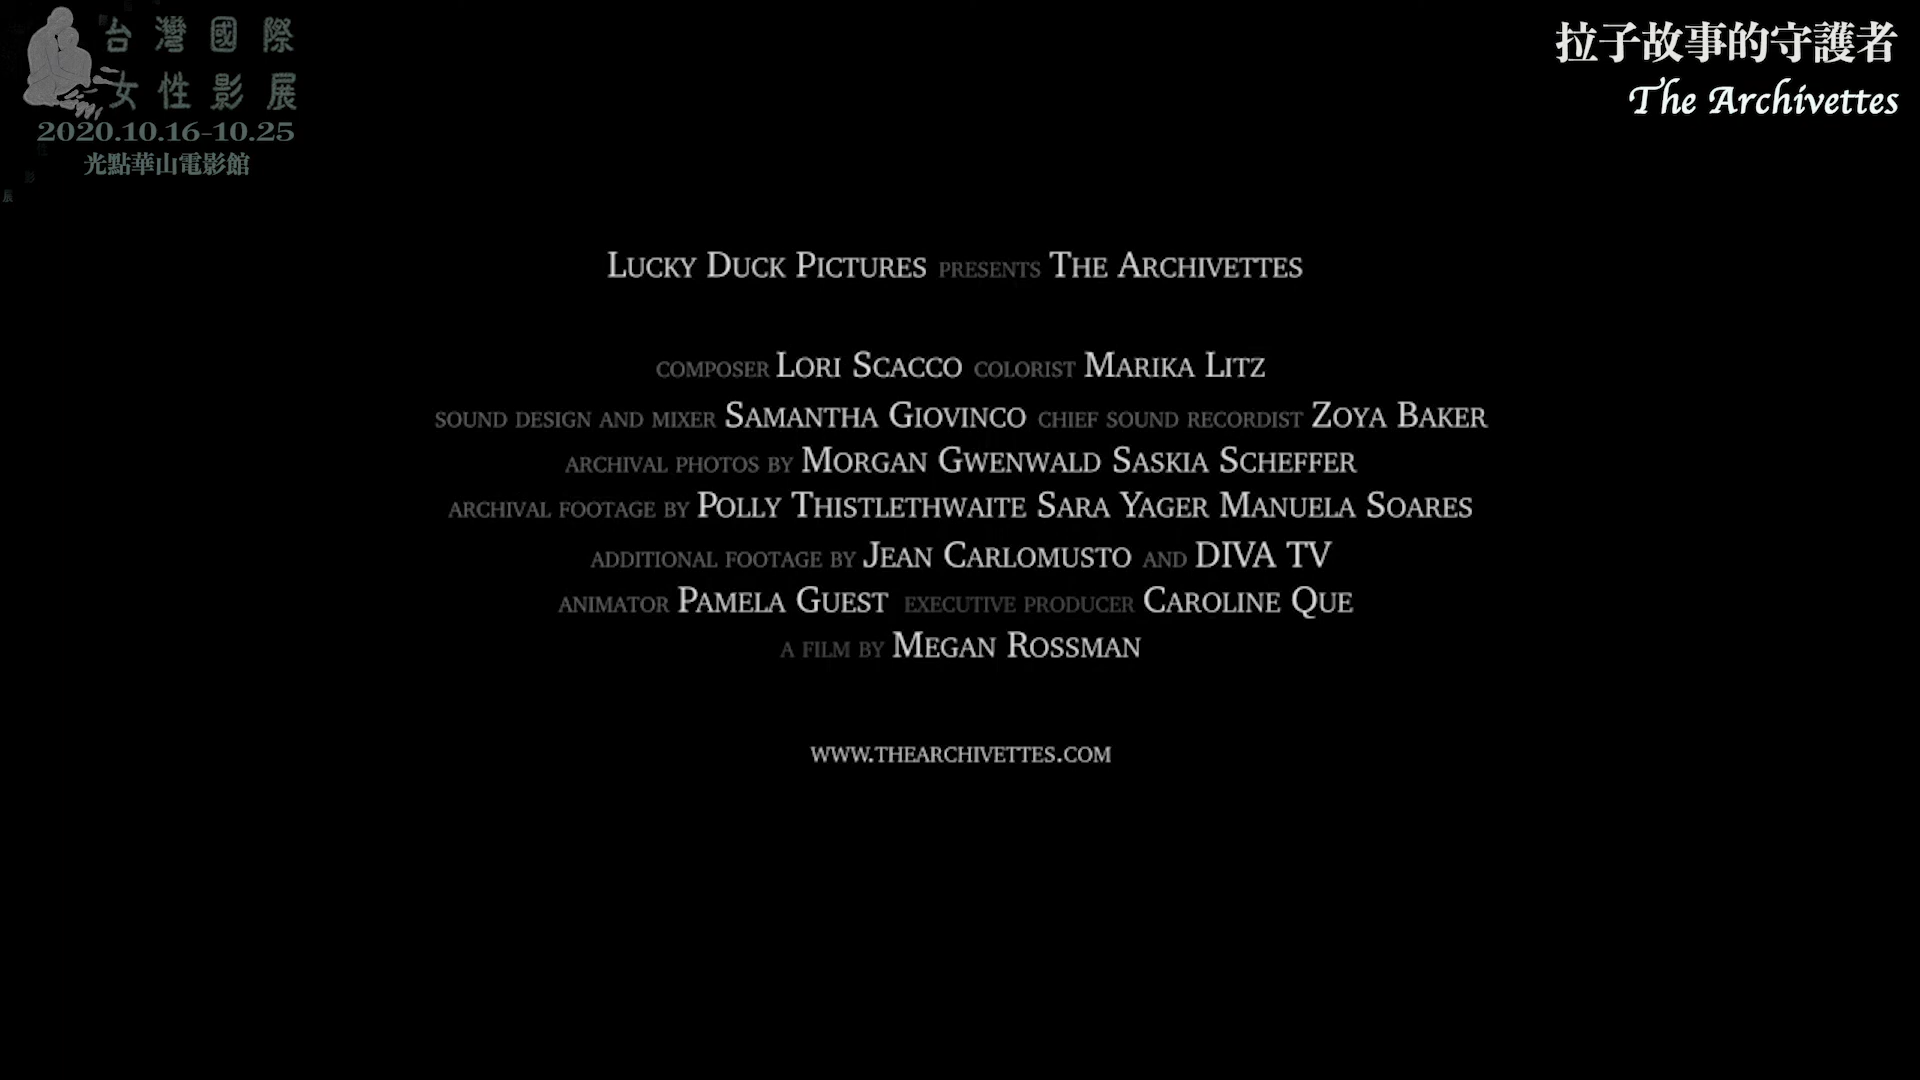 台灣國際
女性影展
2020.10.16-10.25
光點華山電影館
拉子故事的守護者
The Archivettes
LUCKY DUCK PICTURES PRESENTS THE ARCHIVETTES
COMPOSER LORI SCACCO COLORIST MARIKA LITZ
SOUND DESIGN AND MIXER SAMANTHA GIOVINCO CHIEF SOUND RECORDIST ZOYA BAKER
ARCHIVAL PHOTOS BY MORGAN GWENWALD SASKIA SCHEFFER
ARCHIVAL FOOTAGE BY POLLY THISTLETHWAITE SARA YAGER MANUELA SOARES
ADDITIONAL FOOTAGE BY JEAN CARLOMUSTO AND DIVA TV
ANIMATOR PAMELA GUEST EXECUTIVE PRODUCER CAROLINE QUE
A FILM BY MEGAN ROSSMAN
WWW.THEARCHIVETTES.COM